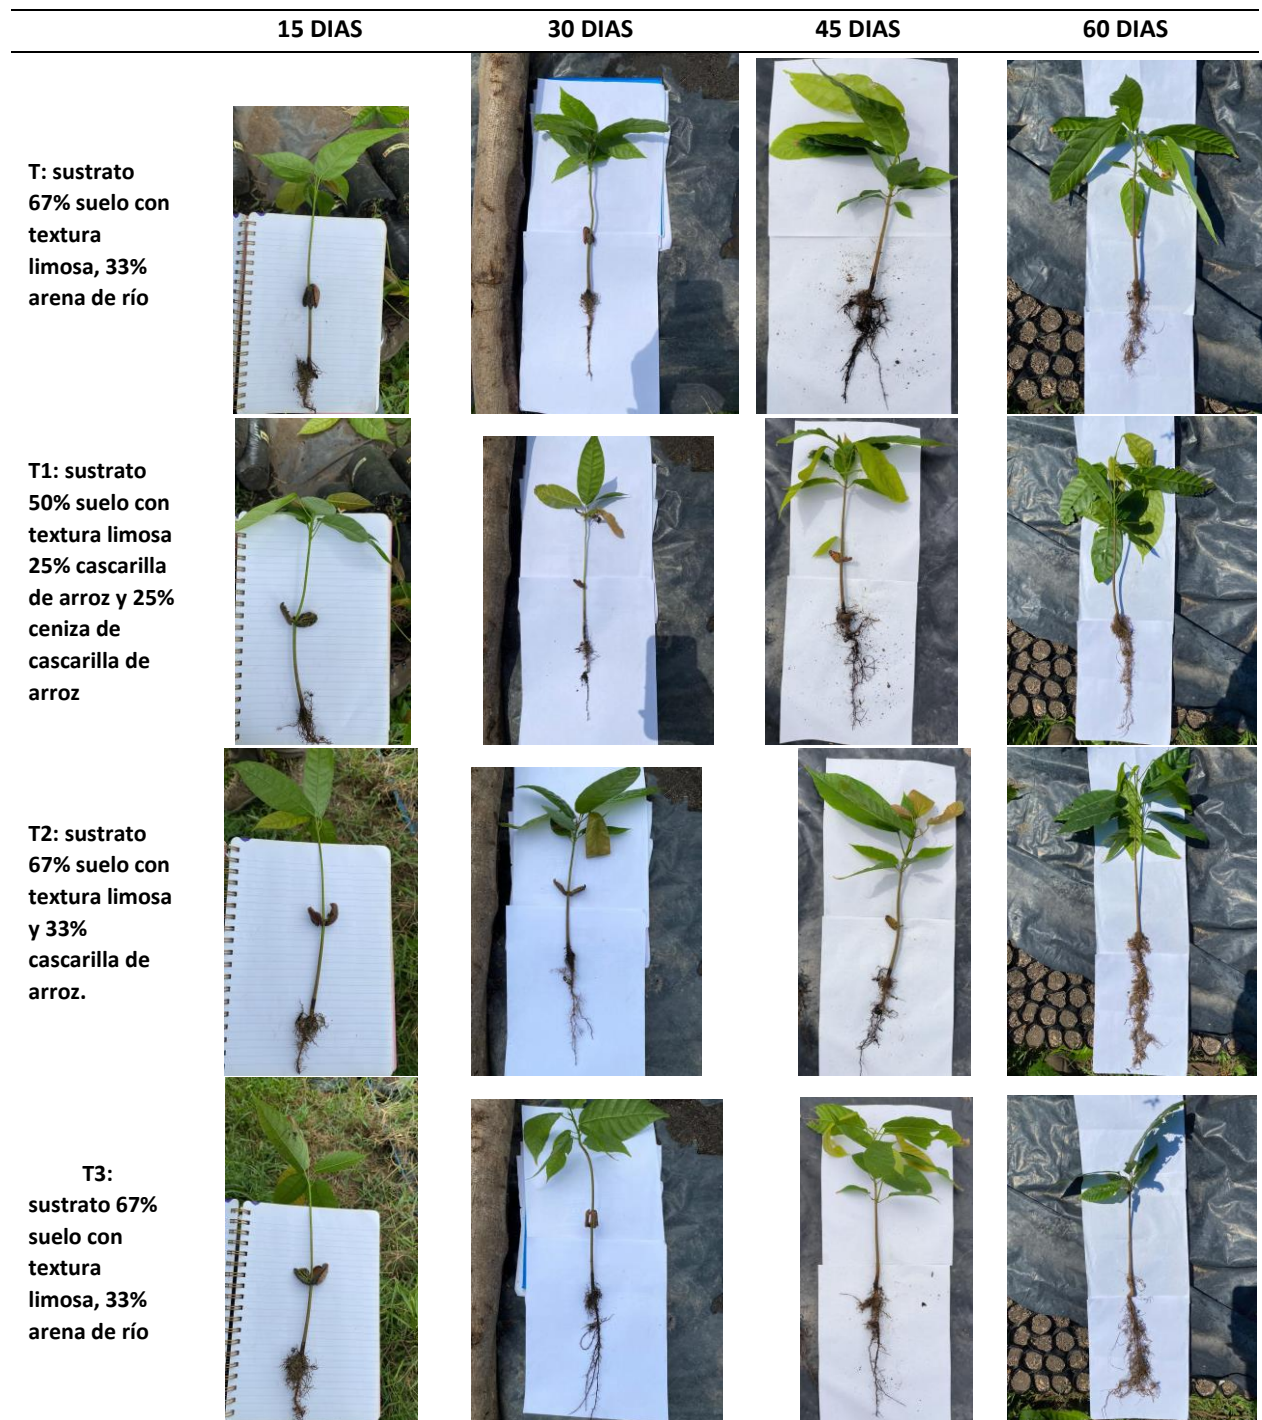 15 DIAS 30 DIAS 45 DIAS 60 DIAS
T: sustrato
67% suelo con
textura
limosa, 33%
arena de río
T1: sustrato
50% suelo con
textura limosa
25% cascarilla
de arroz y 25%
ceniza de
cascarilla de
arroz
T2: sustrato
67% suelo con
textura limosa
y 33%
cascarilla de
arroz.
T3:
sustrato 67%
suelo con
textura
limosa, 33%
arena de río